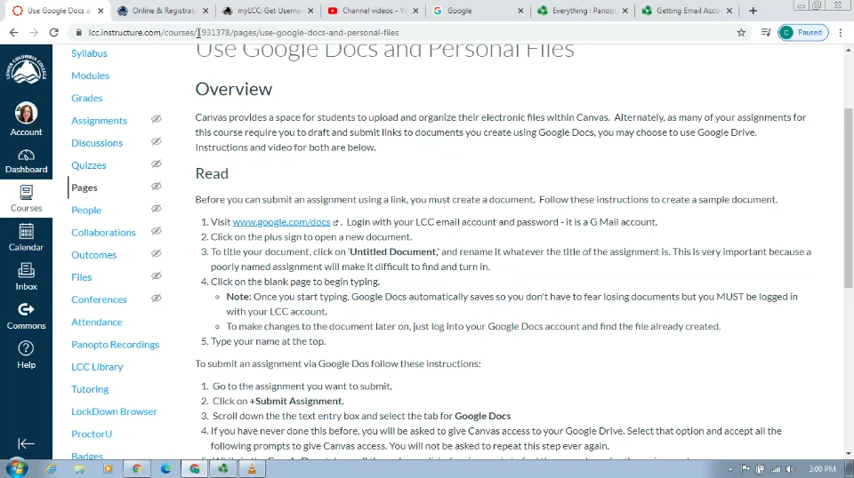 Use Google Docs a
Online & Registrat
myLCC: Get Userna
Channel videos - Yo
Google
Everything : Panop
Getting Email Acco
lcc.instructure.com/courses/1931378/pages/use-google-docs-and-personal-files
C Paused
LOWER COLUMBIA COLLEGE
Account
Dashboard
Courses
Calendar
Inbox
Commons
Help
Syllabus
Modules
Grades
Assignments
Discussions
Quizzes
Pages
People
Collaborations
Outcomes
Files
Conferences
Attendance
Panopto Recordings
LCC Library
Tutoring
LockDown Browser
ProctorU
Badges
Use Google Docs and Personal Files
Overview
Canvas provides a space for students to upload and organize their electronic files within Canvas. Alternately, as many of your assignments for
this course require you to draft and submit links to documents you create using Google Docs, you may choose to use Google Drive.
Instructions and video for both are below.
Read
Before you can submit an assignment using a link, you must create a document. Follow these instructions to create a sample document.
1. Visit www.google.com/docs . Login with your LCC email account and password - it is a G Mail account.
2. Click on the plus sign to open a new document.
3. To title your document, click on 'Untitled Document,' and rename it whatever the title of the assignment is. This is very important because a
poorly named assignment will make it difficult to find and turn in.
4. Click on the blank page to begin typing.
Note: Once you start typing, Google Docs automatically saves so you don't have to fear losing documents but you MUST be logged in
with your LCC account.
To make changes to the document later on, just log into your Google Docs account and find the file already created.
5. Type your name at the top.
To submit an assignment via Google Dos follow these instructions:
1. Go to the assignment you want to submit.
2. Click on +Submit Assignment.
3. Scroll down the the text entry box and select the tab for Google Docs
4. If you have never done this before, you will be asked to give Canvas access to your Google Drive. Select that option and accept all the
following prompts to give Canvas access. You will not be asked to repeat this step ever again.
3:00 PM